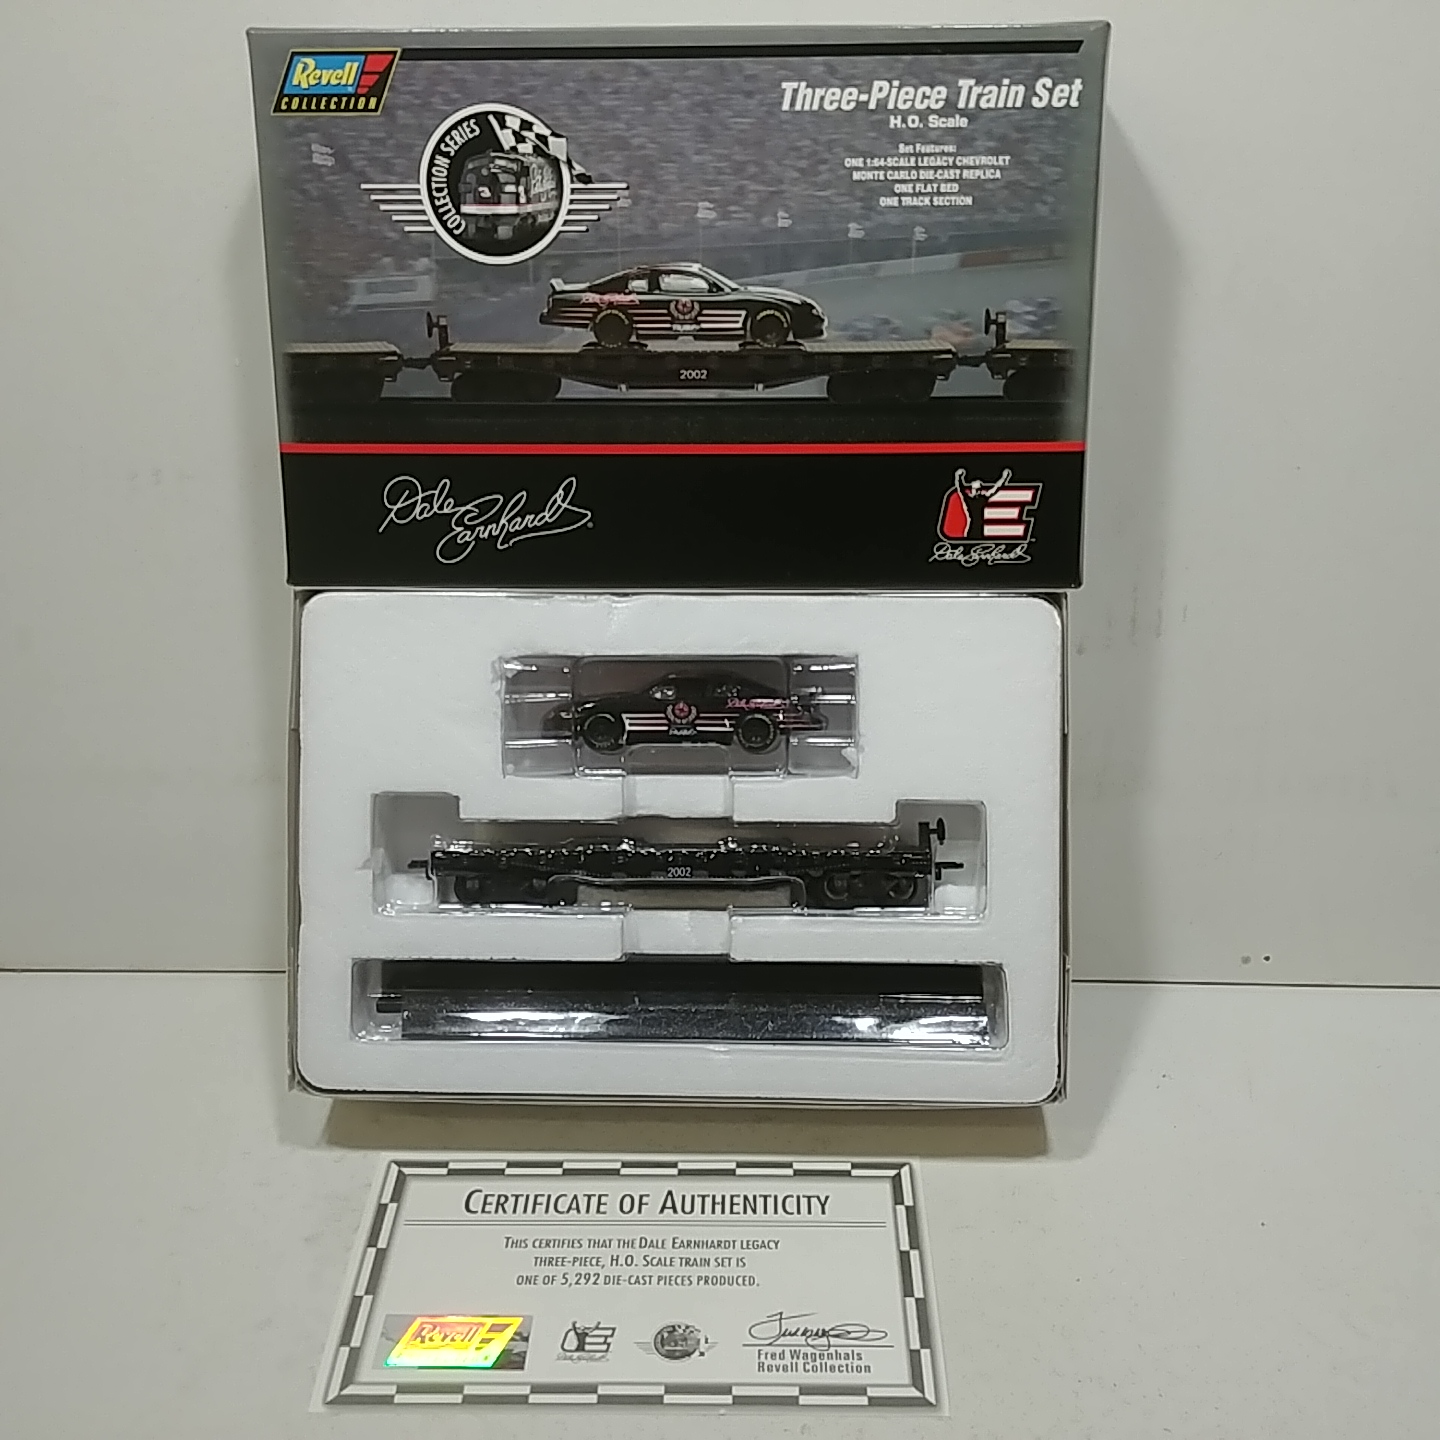 Revell
COLLECTION
COLLECTION SERIES
3
Three-Piece Train Set
H.O. Scale
Set Features:
ONE 1:64-SCALE LEGACY CHEVROLET
MONTE CARLO DIE-CAST REPLICA
ONE FLAT BED
ONE TRACK SECTION
2002
Dale
Earnhardt
E
Dale Earnhardt
2002
CERTIFICATE OF AUTHENTICITY
THIS CERTIFIES THAT THE DALE EARNHARDT LEGACY
THREE-PIECE, H.O. SCALE TRAIN SET IS
ONE OF 5,292 DIE-CAST PIECES PRODUCED.
Revell
E
Fred Wagenhals
Revell Collection